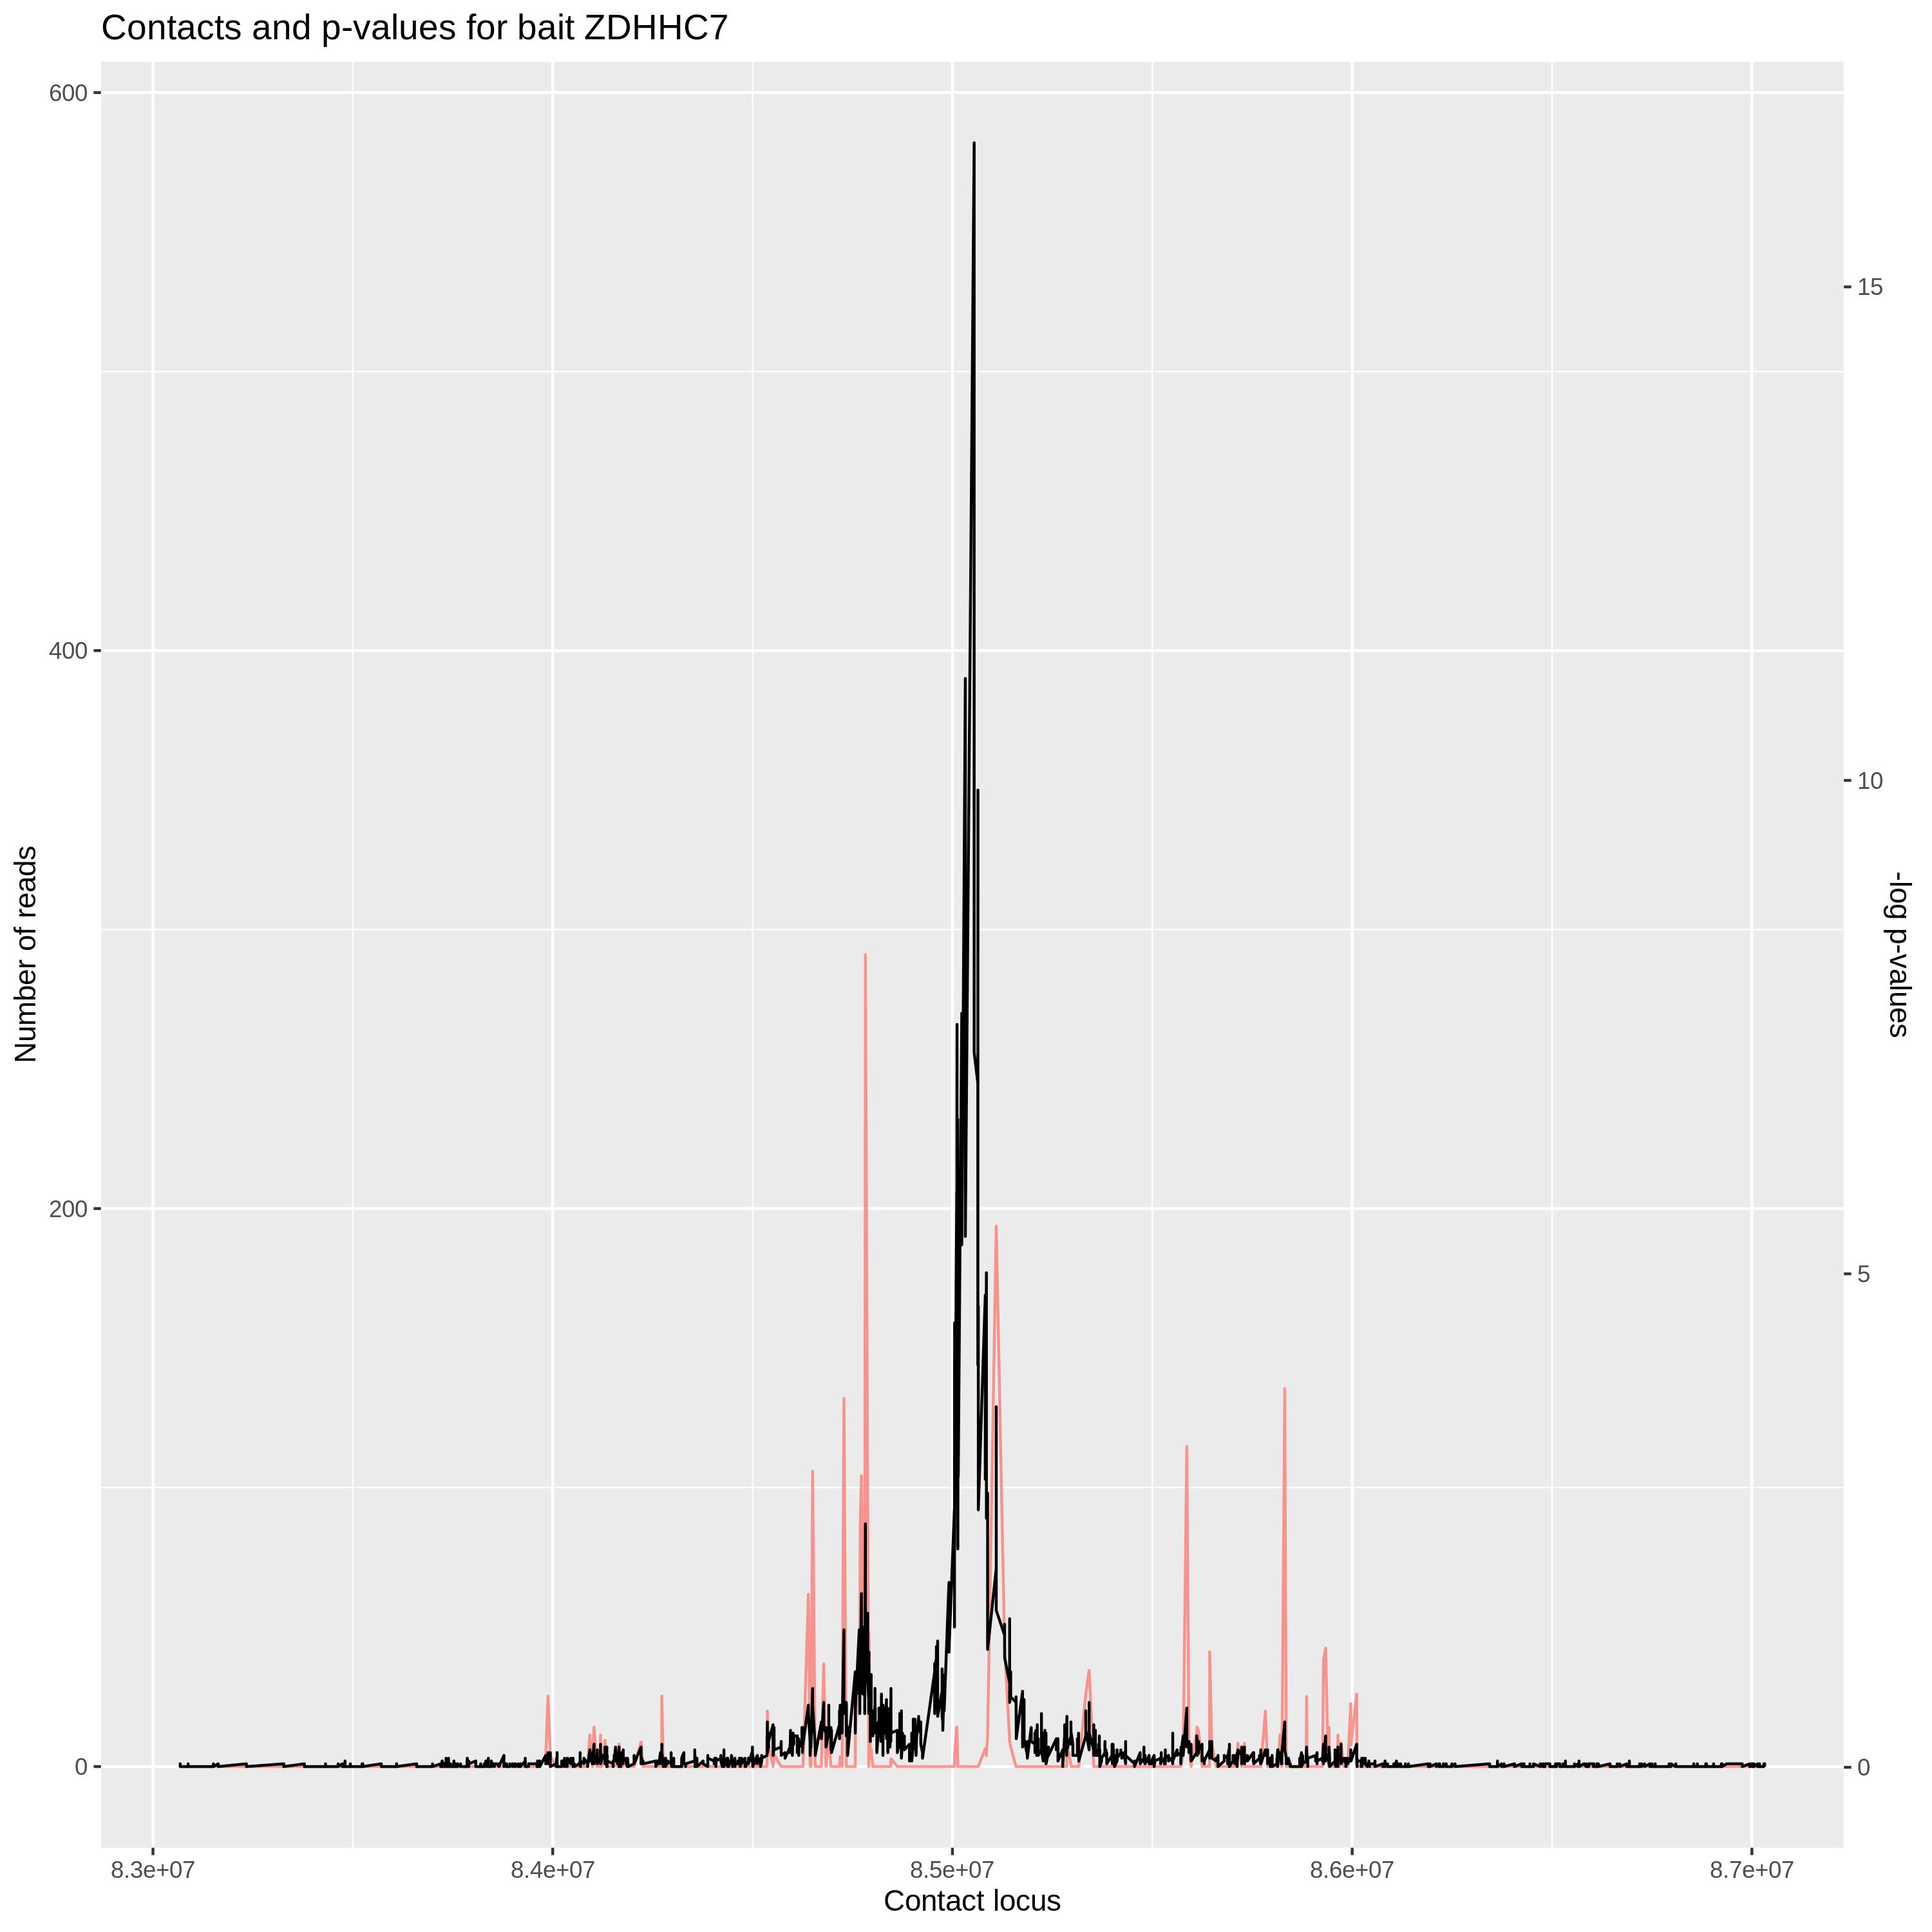 Contacts and p-values for bait ZDHHC7
600
400
200
0
Number of reads
15
10
5
0
-log p-values
8.3e+07
8.4e+07
8.5e+07
8.6e+07
8.7e+07
Contact locus